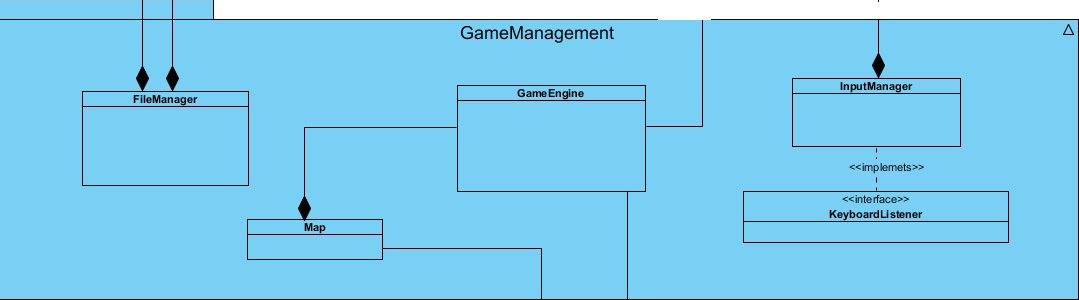 GameManagement
FileManager
GameEngine
InputManager
<<implemets>>
<<interface>>
KeyboardListener
Map